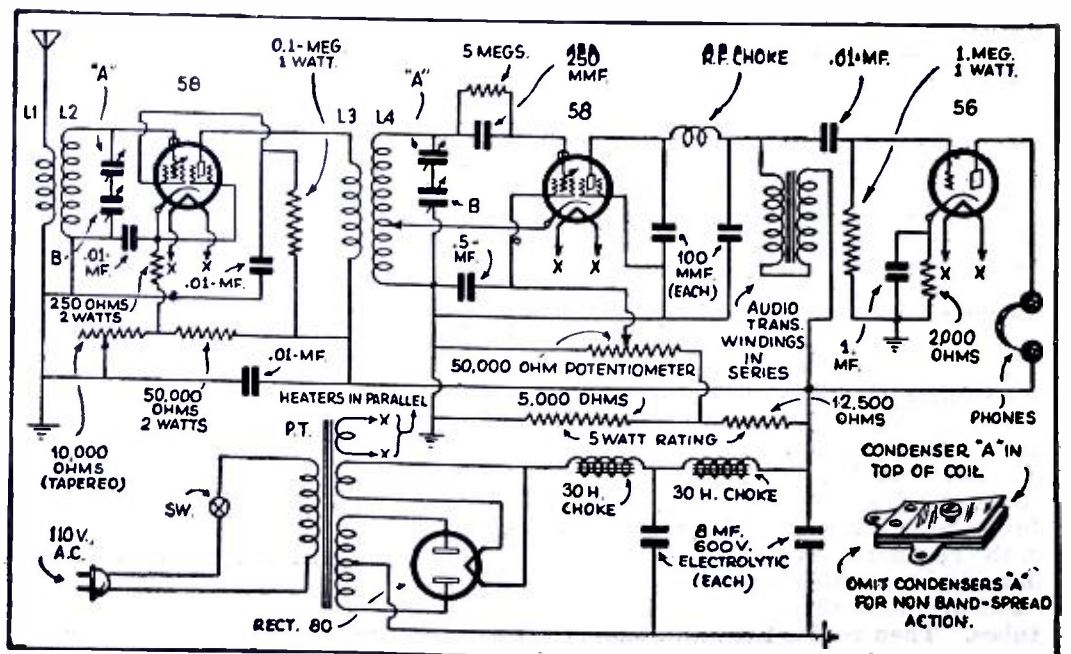 0.1-MEG.
1 WATT.
5 MEGS.
250
MMF.
R.F. CHOKE
.01-MF.
1. MEG.
1 WATT.
"A"
58
"A"
58
56
L1
L2
L3
L4
B
B
.01-
MF.
X
X
.01-MF.
.5-
MF.
X
X
100
MMF.
(EACH)
X
X
250 OHMS
2 WATTS
AUDIO
TRANS.
WINDINGS
IN
SERIES
1.
MF.
2,000
OHMS
.01-MF.
50,000 OHM POTENTIOMETER
50,000
OHMS
2 WATTS
HEATERS IN PARALLEL
5,000 OHMS
12,500
OHMS
PHONES
10,000
OHMS
(TAPERED)
P.T.
X
X
5 WATT RATING
CONDENSER "A" IN
TOP OF COIL
SW.
30 H.
CHOKE
30 H. CHOKE
110 V.,
A.C.
8 MF.
600 V.
ELECTROLYTIC
(EACH)
OMIT CONDENSERS "A"
FOR NON BAND-SPREAD
ACTION.
RECT. 80